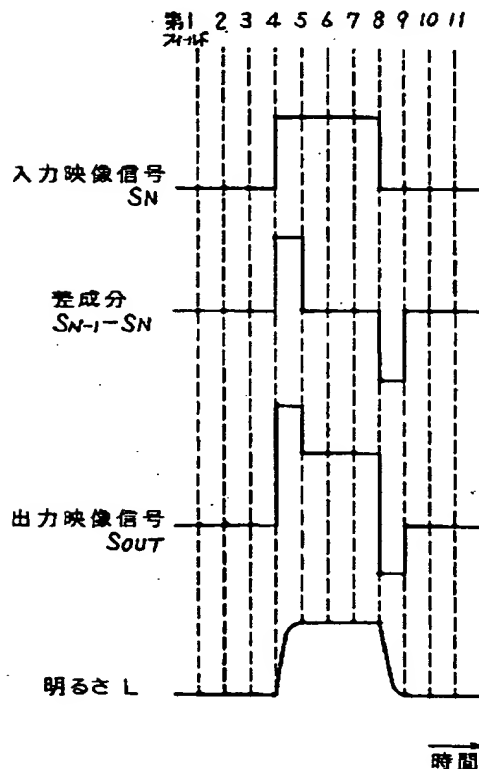 第1 2 3 4 5 6 7 8 9 10 11
フィールド
入力映像信号
SN
差成分
SN-1-SN
出力映像信号
SOUT
明るさ L
時間